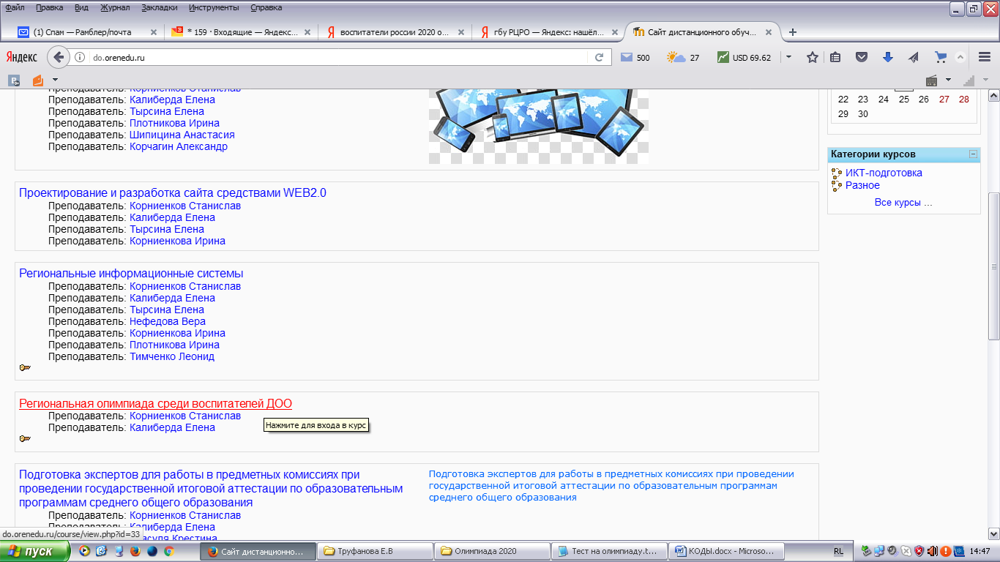 Файл Правка Вид Журнал Закладки Инструменты Справка
(1) Спам — Рамблер/почта
* 159 · Входящие — Яндекс...
воспитатели россии 2020 о...
гбу РЦРО — Яндекс: нашёл...
Сайт дистанционого обуч...
Яндекс
do.orenedu.ru
500
27
USD 69.62
Преподаватель: Корниенков Станислав
Преподаватель: Калиберда Елена
Преподаватель: Тырсина Елена
Преподаватель: Плотникова Ирина
Преподаватель: Шипицина Анастасия
Преподаватель: Корчагин Александр
22 23 24 25 26 27 28
29 30
Категории курсов
ИКТ-подготовка
Разное
Все курсы ...
Проектирование и разработка сайта средствами WEB2.0
Преподаватель: Корниенков Станислав
Преподаватель: Калиберда Елена
Преподаватель: Тырсина Елена
Преподаватель: Корниенкова Ирина
Региональные информационные системы
Преподаватель: Корниенков Станислав
Преподаватель: Калиберда Елена
Преподаватель: Тырсина Елена
Преподаватель: Нефедова Вера
Преподаватель: Корниенкова Ирина
Преподаватель: Плотникова Ирина
Преподаватель: Тимченко Леонид
Региональная олимпиада среди воспитателей ДОО
Преподаватель: Корниенков Станислав
Преподаватель: Калиберда Елена
Нажмите для входа в курс
Подготовка экспертов для работы в предметных комиссиях при
проведении государственной итоговой аттестации по образовательным
программам среднего общего образования
Подготовка экспертов для работы в предметных комиссиях при проведении
государственной итоговой аттестации по образовательным программам
среднего общего образования
Преподаватель: Корниенков Станислав
Калиберда Елена
Крестина
do.orenedu.ru/course/view.php?id=33
пуск
Сайт дистанционо...
Труфанова Е.В
Олимпиада 2020
Тест на олимпиаду.t...
КОДЫ.docx - Microso...
RL
14:47